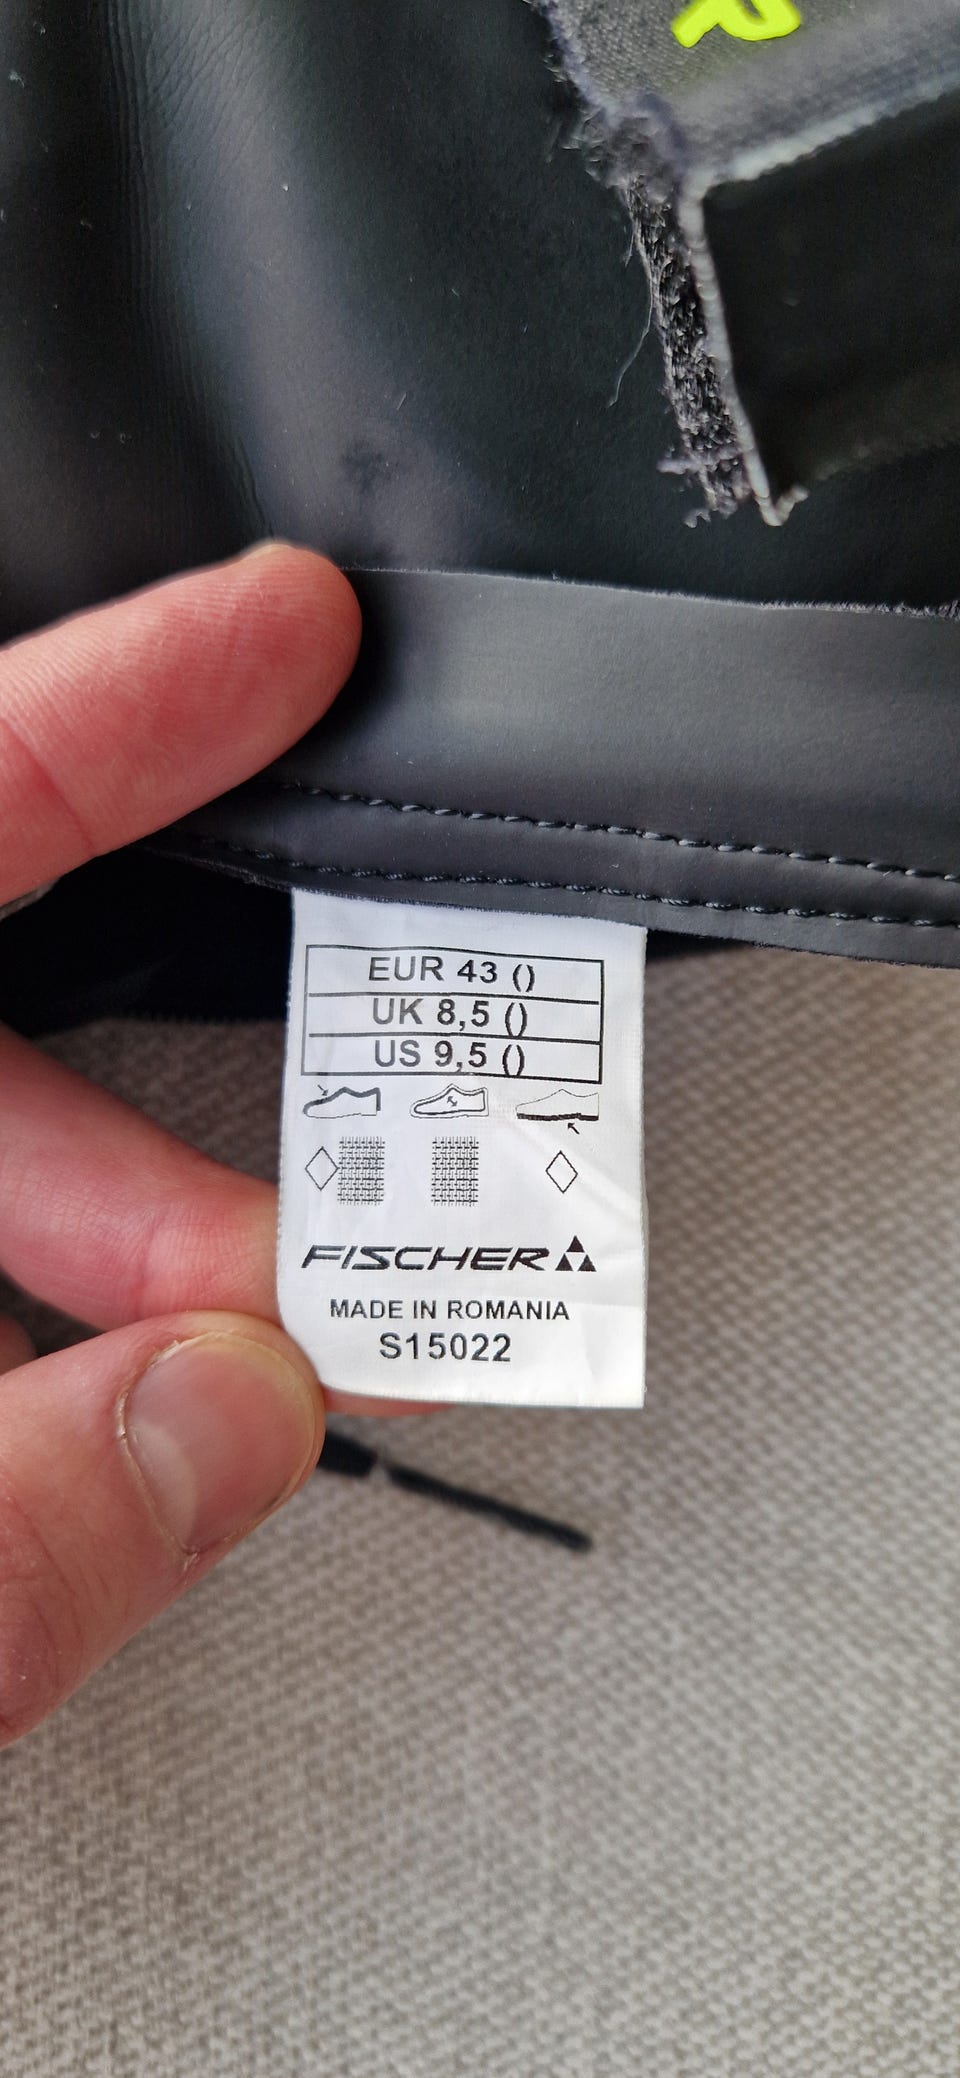 EUR 43 ()
UK 8,5 ()
US 9,5 ()
FISCHER
MADE IN ROMANIA
S15022